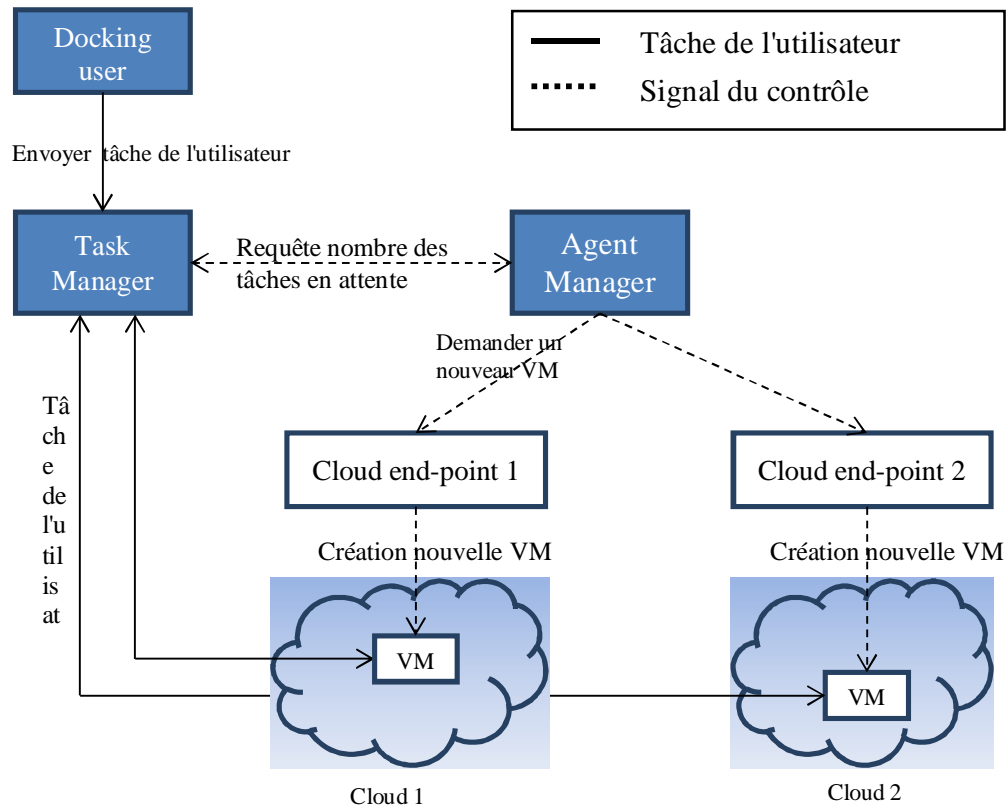 Docking
user
Tâche de l'utilisateur
Signal du contrôle
Envoyer tâche de l'utilisateur
Task
Manager
Requête nombre des
tâches en attente
Agent
Manager
Demander un
nouveau VM
Tâ
ch
e
de
l'u
til
is
at
Cloud end-point 1
Cloud end-point 2
Création nouvelle VM
Création nouvelle VM
VM
VM
Cloud 1
Cloud 2